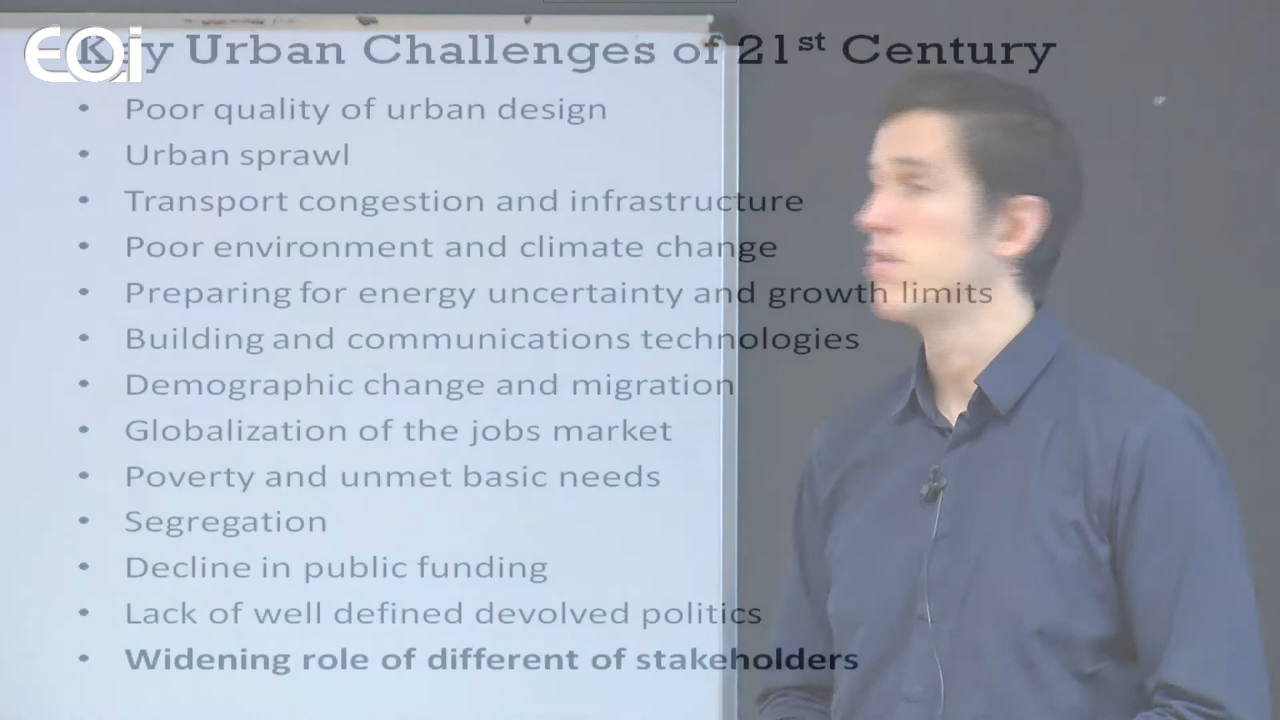 EOi
Key Urban Challenges of 21st Century
• Poor quality of urban design
• Urban sprawl
• Transport congestion and infrastructure
• Poor environment and climate change
• Preparing for energy uncertainty and growth limits
• Building and communications technologies
• Demographic change and migration
• Globalization of the jobs market
• Poverty and unmet basic needs
• Segregation
• Decline in public funding
• Lack of well defined devolved politics
• Widening role of different of stakeholders